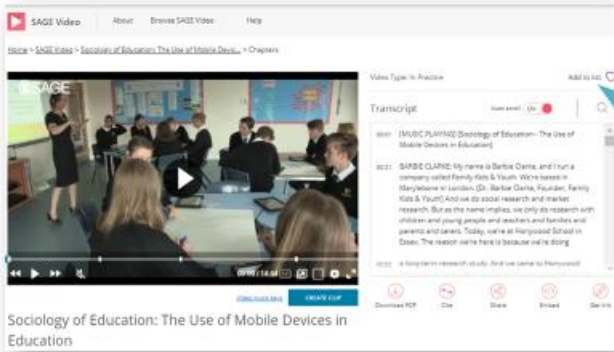 SAGE Video About Browse SAGE Video Help
Home > SAGE Video > Sociology of Education: The Use of Mobile Devic... > Chapters
SAGE
Video Type: In Practice
Add to list
Transcript
Auto scroll ON
00:01 [MUSIC PLAYING] [Sociology of Education-- The Use of
Mobile Devices in Education]
00:21 BARBIE CLARKE: My name is Barbie Clarke, and I run a
company called Family Kids & Youth. We're based in
Marylebone in London. [Dr. Barbie Clarke, Founder, Family
Kids & Youth] And we do social research and market
research. But as the name implies, we only do research with
children and young people and teachers and families and
parents and carers. Today, we're at Honywood School in
Essex. The reason we're here is because we're doing
a long-term research study. And we came to Honywood
00:00
CREATE CLIP
Download PDF
Cite
Share
Embed
Get link
Sociology of Education: The Use of Mobile Devices in
Education